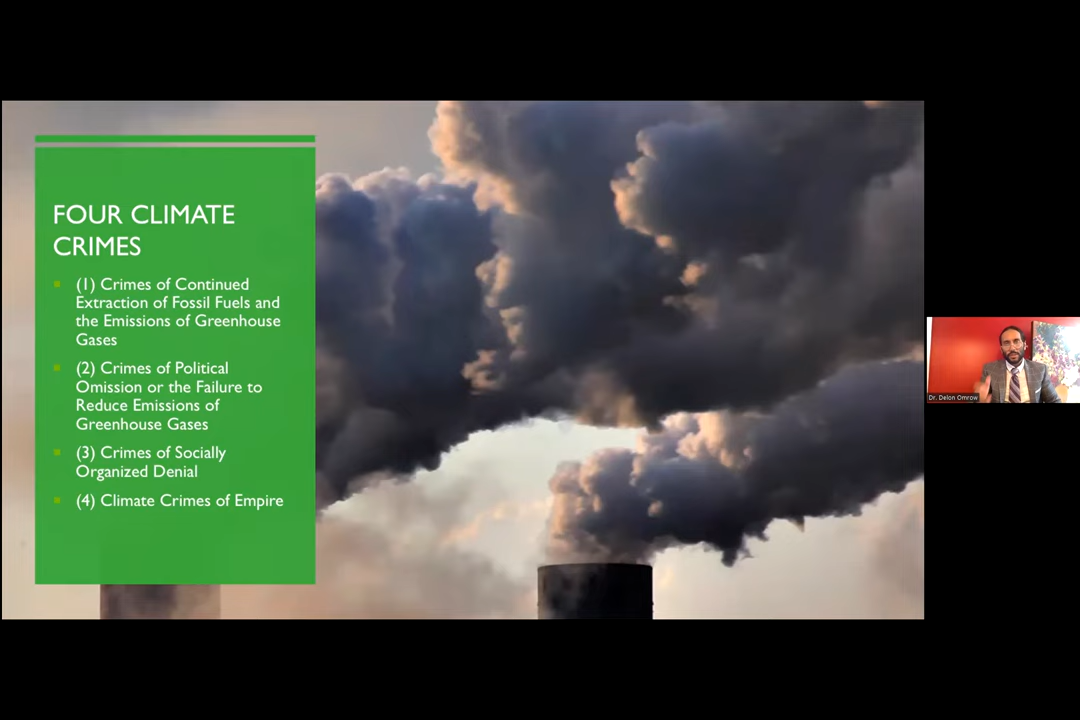 FOUR CLIMATE
CRIMES
(1) Crimes of Continued
Extraction of Fossil Fuels and
the Emissions of Greenhouse
Gases
(2) Crimes of Political
Omission or the Failure to
Reduce Emissions of
Greenhouse Gases
(3) Crimes of Socially
Organized Denial
(4) Climate Crimes of Empire
Dr. Delon Omrow